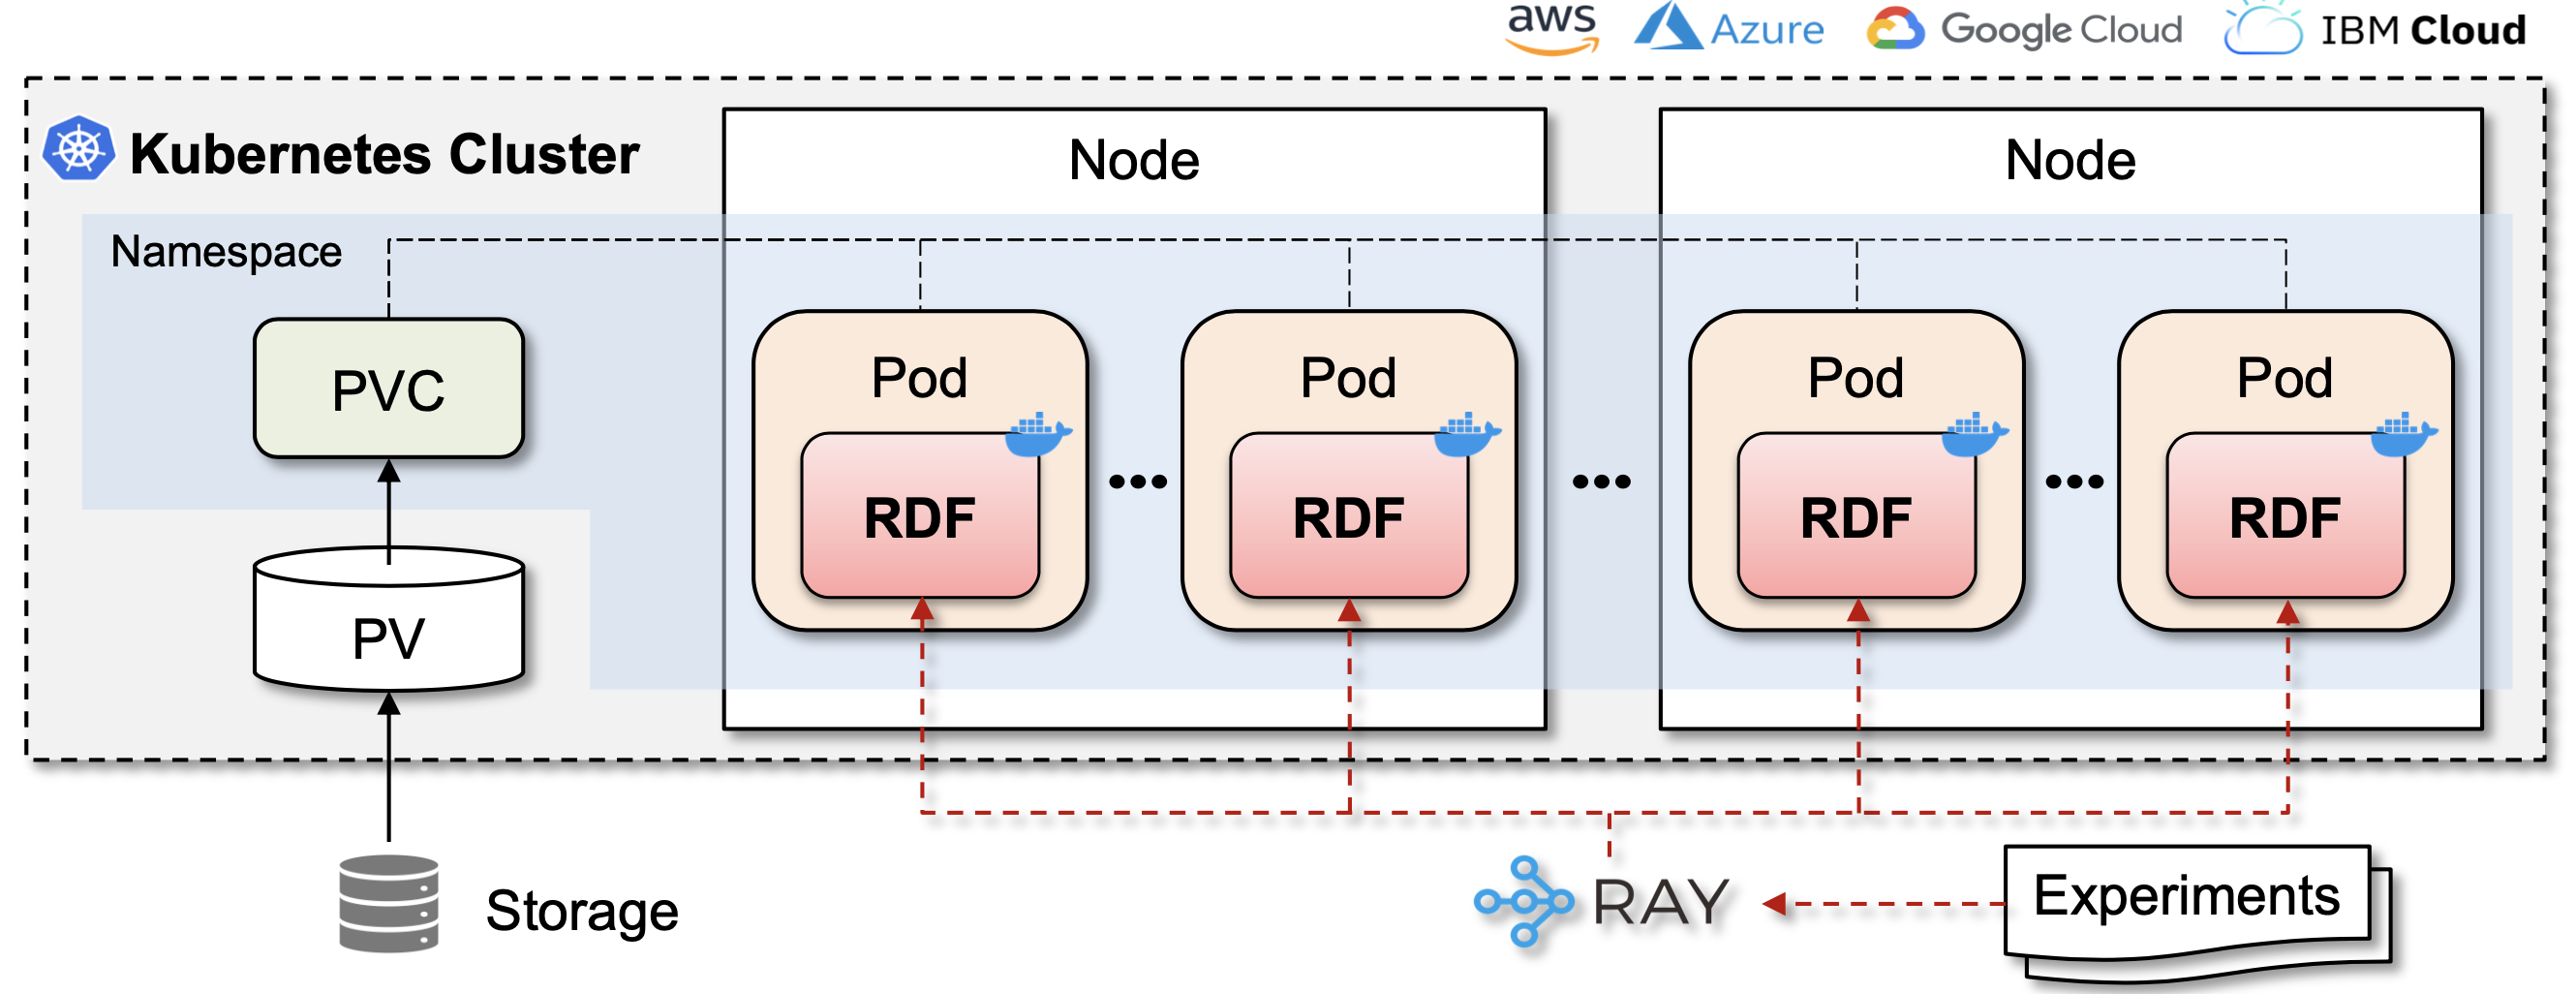 aws
Azure
Google Cloud
IBM Cloud
Kubernetes Cluster
Node
Node
Namespace
PVC
Pod
Pod
Pod
Pod
RDF
RDF
RDF
RDF
PV
Storage
RAY
Experiments